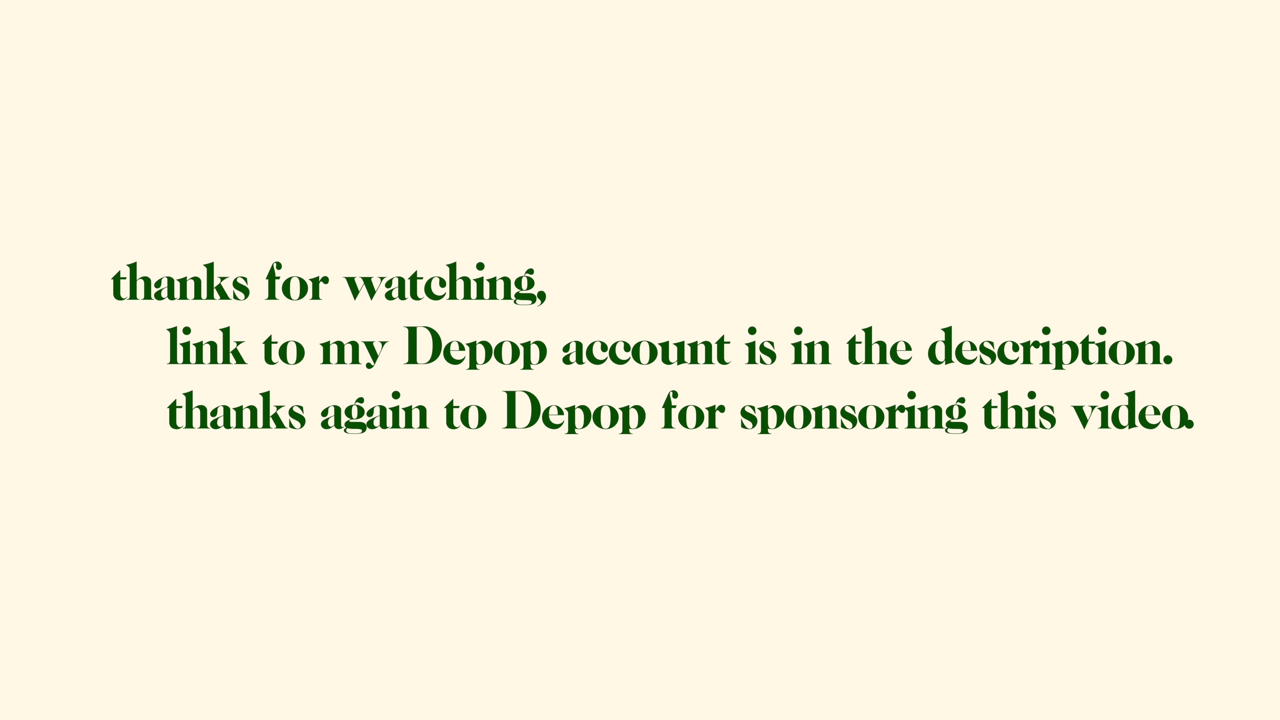 thanks for watching,
link to my Depop account is in the description.
thanks again to Depop for sponsoring this video.